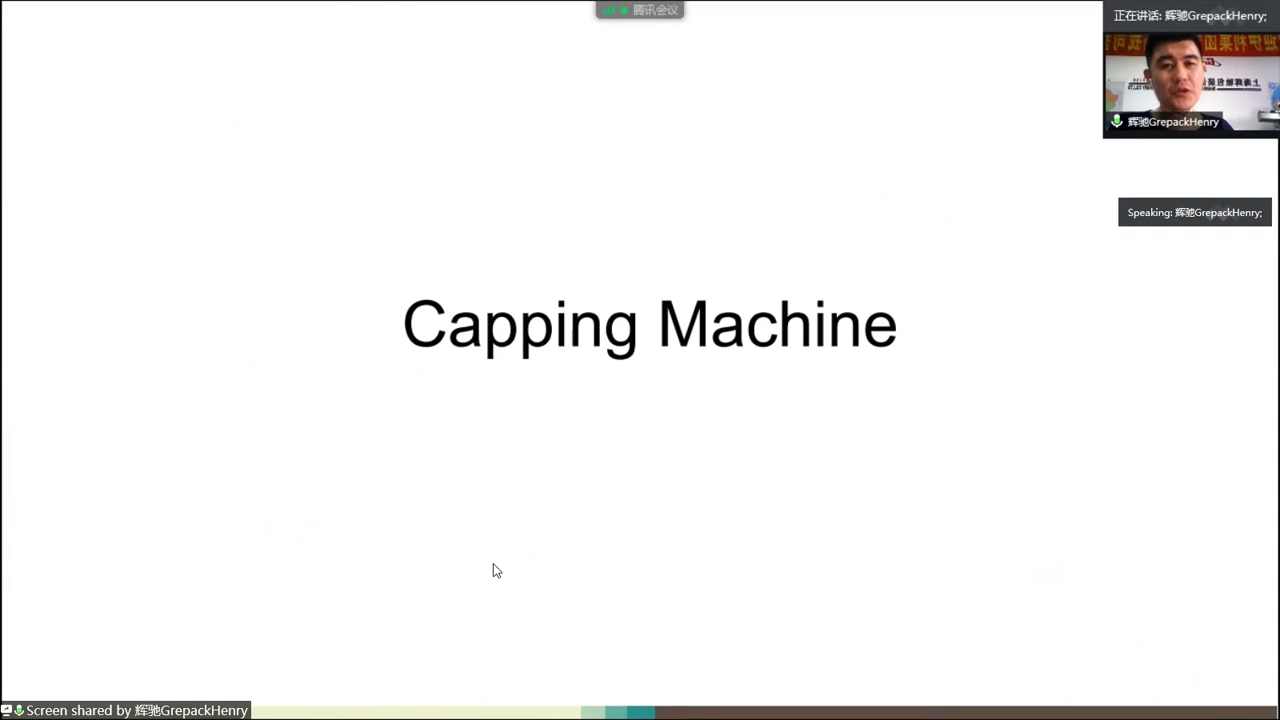 腾讯会议
正在讲话: 辉驰GrepackHenry;
辉驰GrepackHenry
Speaking: 辉驰GrepackHenry;
Capping Machine
Screen shared by 辉驰GrepackHenry